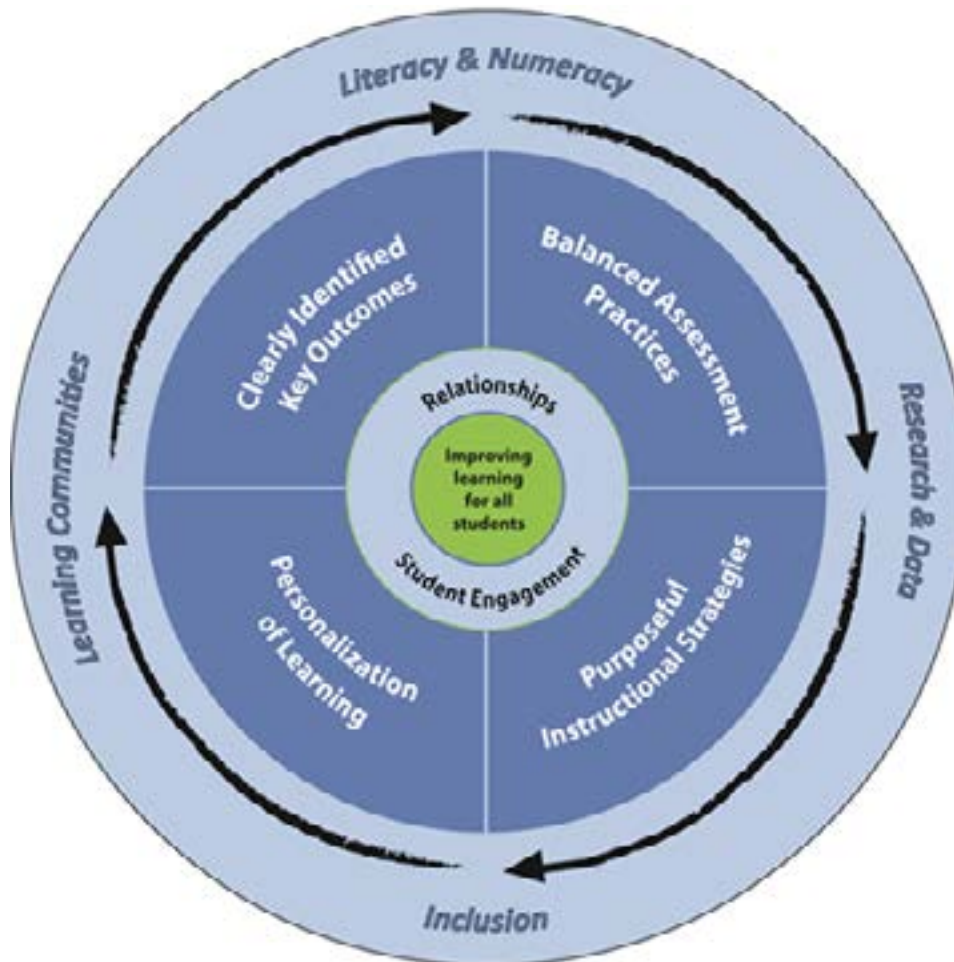 Literacy & Numeracy
Clearly Identified
Key Outcomes
Balanced Assessment
Practices
Relationships
Improving
learning
for all
students
Student Engagement
Learning Communities
Research & Data
Personalization
of Learning
Purposeful
Instructional Strategies
Inclusion